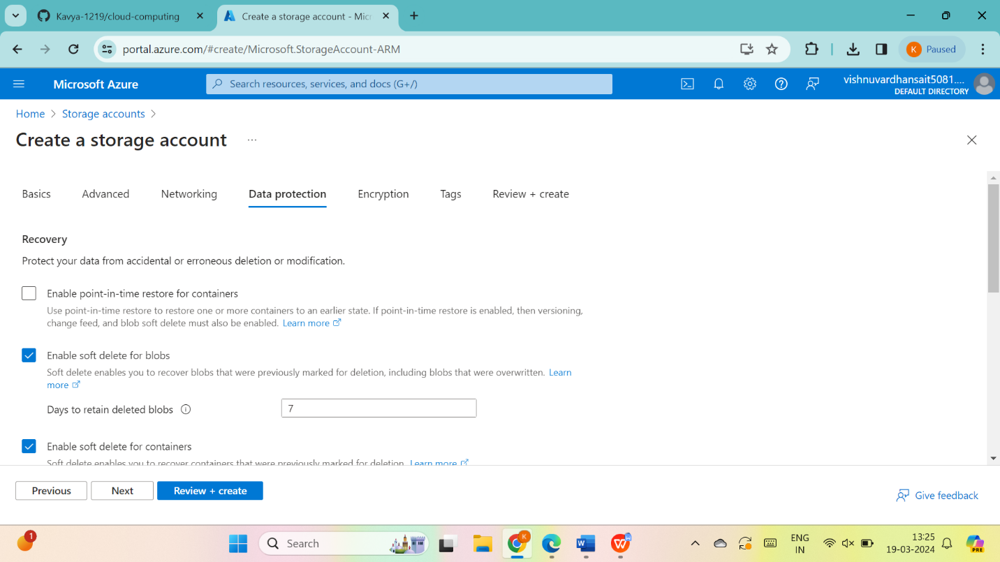 Kavya-1219/cloud-computing
Create a storage account - Micr
portal.azure.com/#create/Microsoft.StorageAccount-ARM
K Paused
Microsoft Azure
Search resources, services, and docs (G+/)
vishnuvardhansait5081....
DEFAULT DIRECTORY
Home > Storage accounts >
Create a storage account ...
Basics Advanced Networking Data protection Encryption Tags Review + create
Recovery
Protect your data from accidental or erroneous deletion or modification.
Enable point-in-time restore for containers
Use point-in-time restore to restore one or more containers to an earlier state. If point-in-time restore is enabled, then versioning,
change feed, and blob soft delete must also be enabled. Learn more
Enable soft delete for blobs
Soft delete enables you to recover blobs that were previously marked for deletion, including blobs that were overwritten. Learn
more
Days to retain deleted blobs 7
Enable soft delete for containers
Soft delete enables you to recover containers that were previously marked for deletion. Learn more
Previous Next Review + create
Give feedback
1
Search
K
W
W
ENG
IN
13:25
19-03-2024
PRE